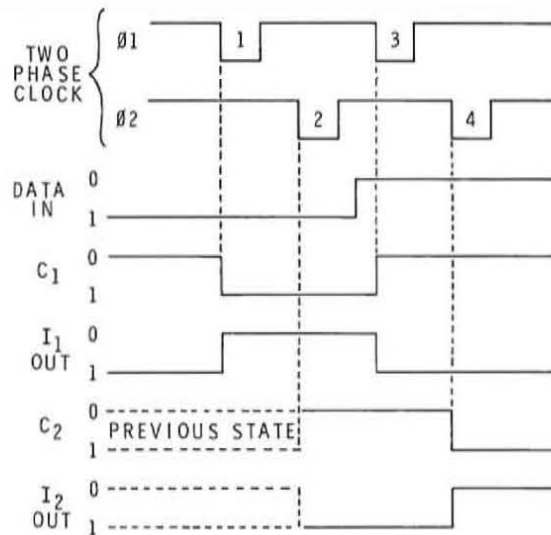 TWO
PHASE
CLOCK
Ø1
1
3
Ø2
2
4
DATA
IN
0
1
C1
0
1
I1
OUT
0
1
C2
0
PREVIOUS STATE
1
I2
OUT
0
1